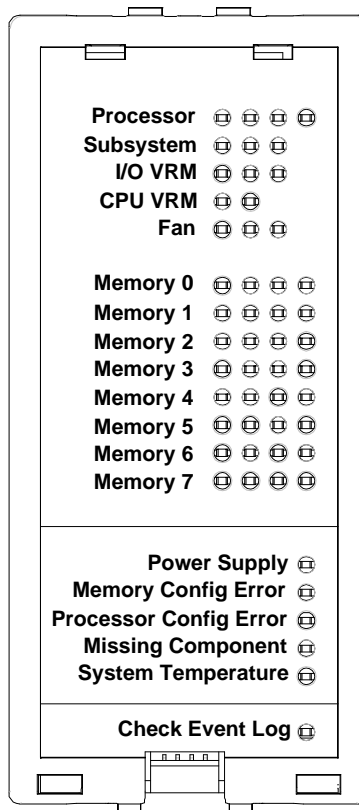 Processor
Subsystem
I/O VRM
CPU VRM
Fan
Memory 0
Memory 1
Memory 2
Memory 3
Memory 4
Memory 5
Memory 6
Memory 7
Power Supply
Memory Config Error
Processor Config Error
Missing Component
System Temperature
Check Event Log